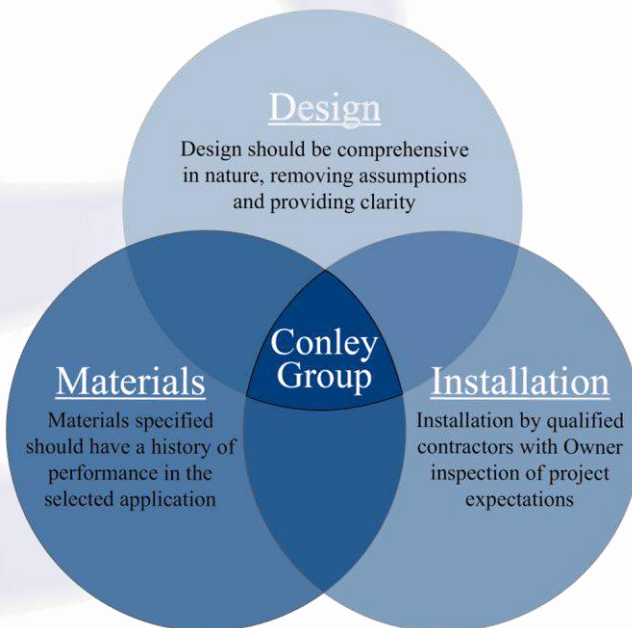 Design
Design should be comprehensive
in nature, removing assumptions
and providing clarity
Conley
Group
Materials
Materials specified
should have a history of
performance in the
selected application
Installation
Installation by qualified
contractors with Owner
inspection of project
expectations